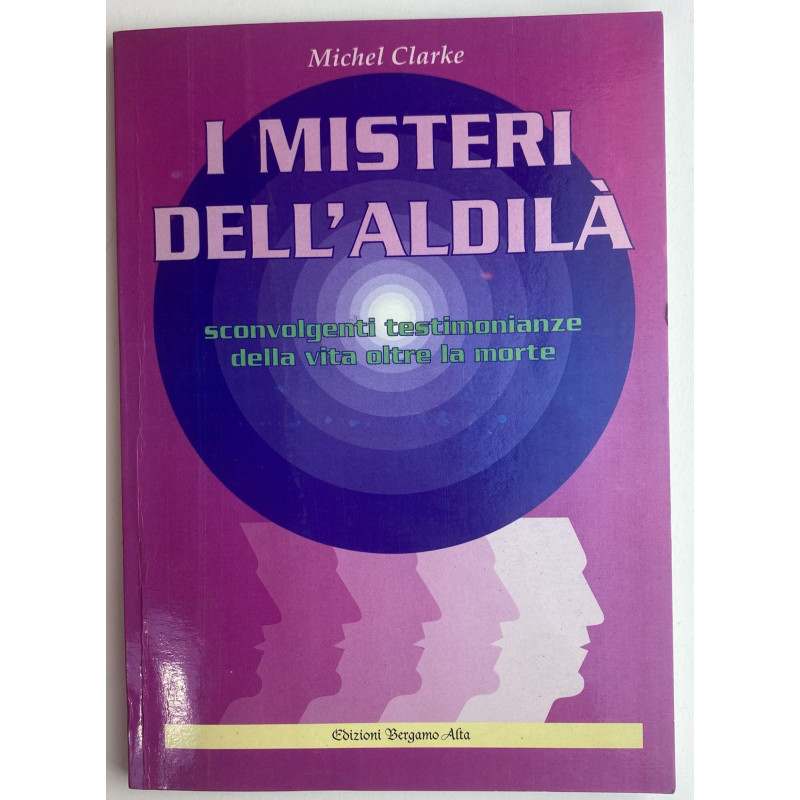 Michel Clarke
I MISTERI
DELL'ALDILÀ
sconvolgenti testimonianze
della vita oltre la morte
Edizioni Bergamo Alta